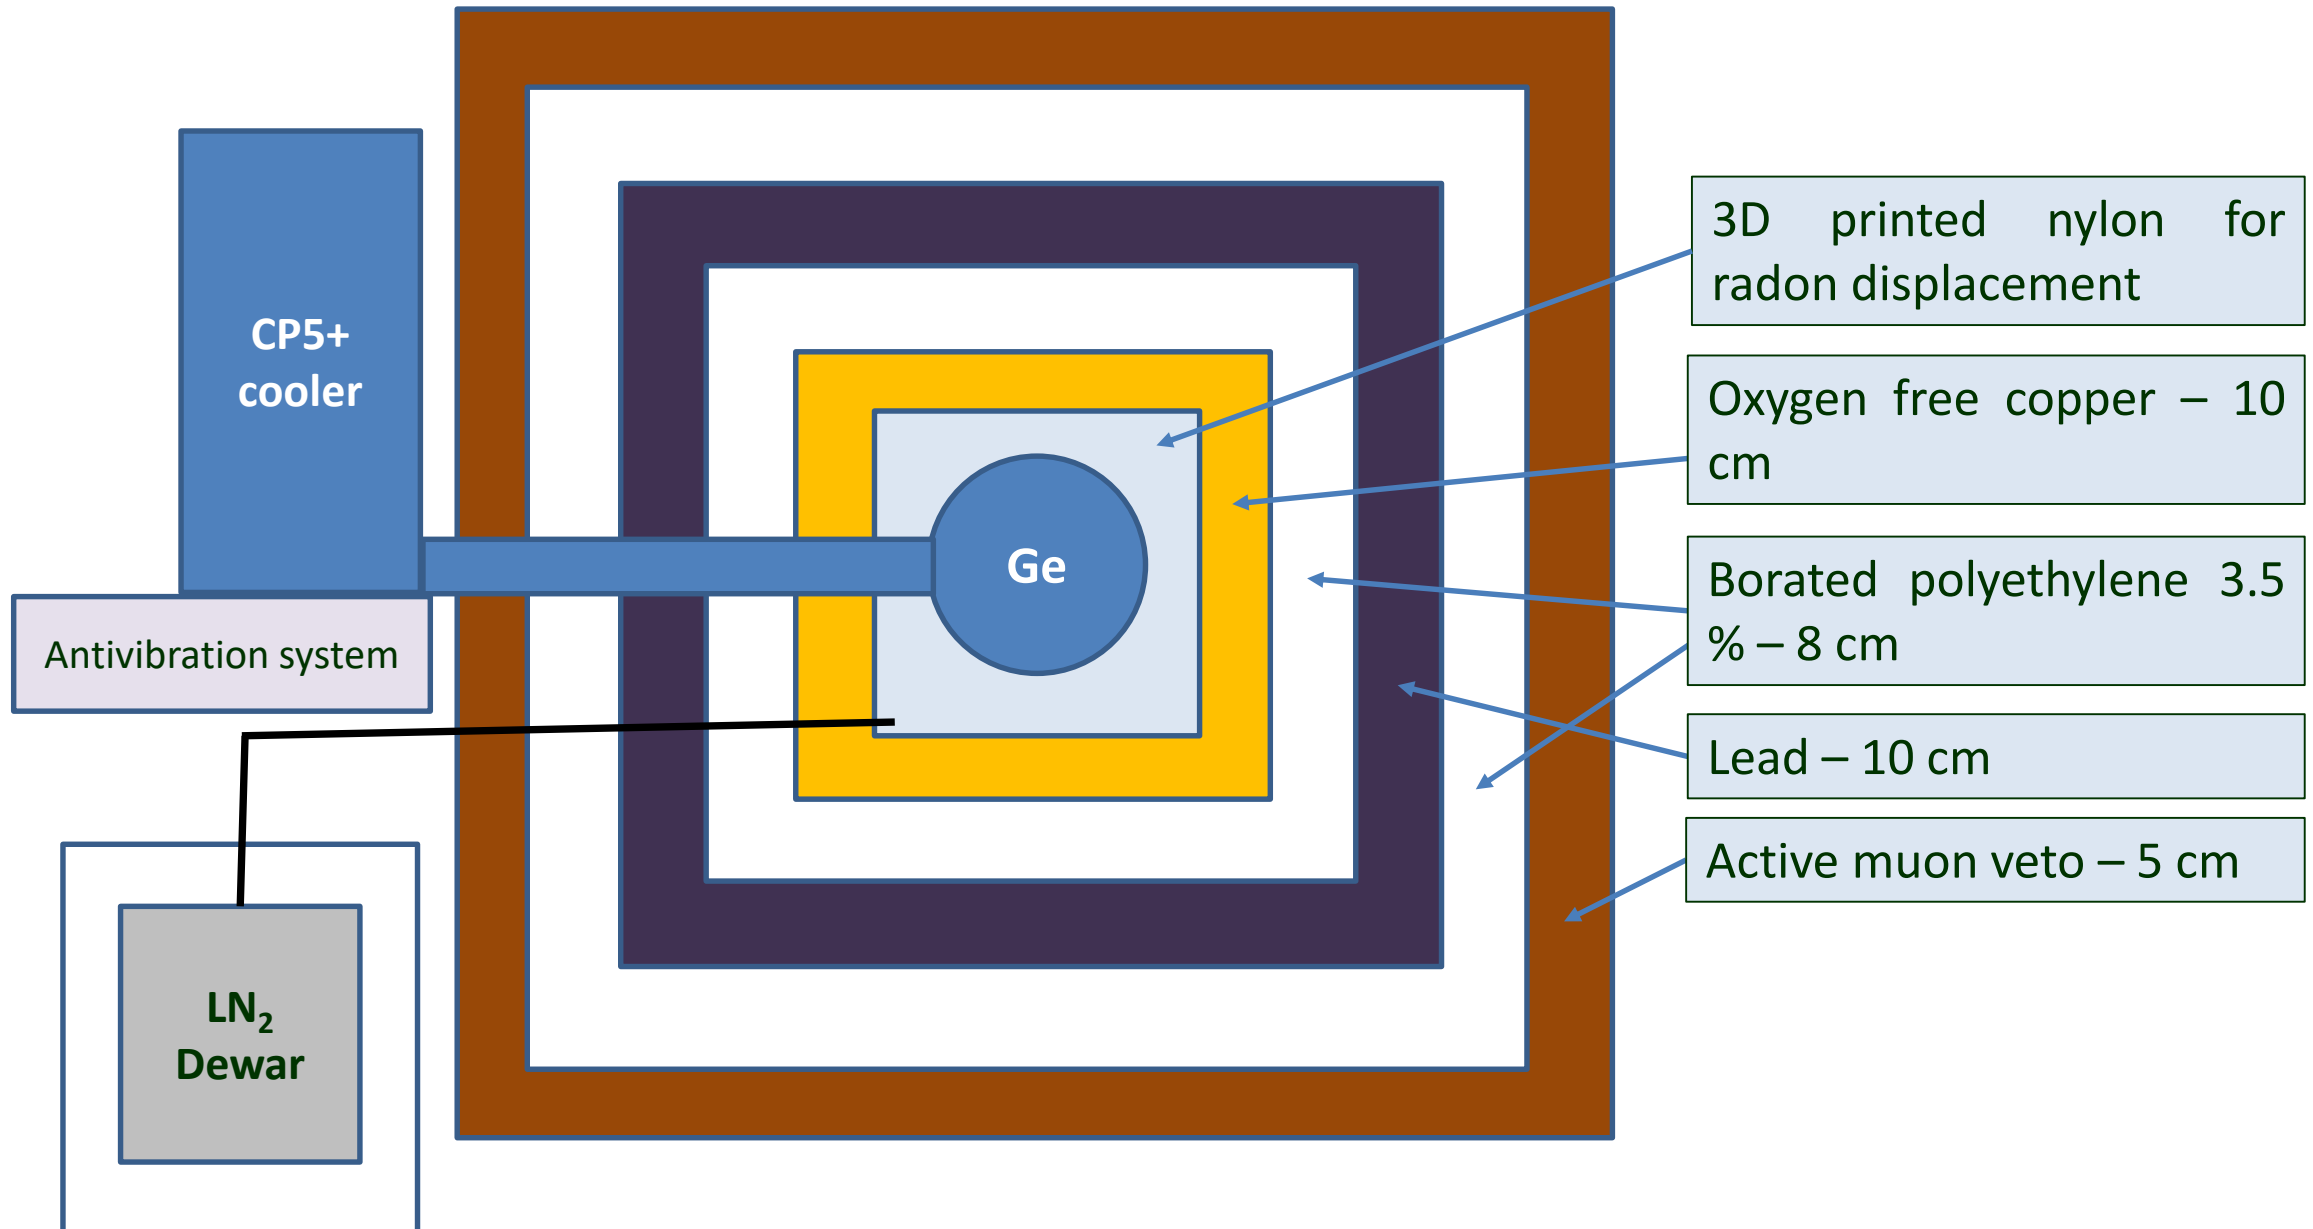 CP5+
cooler
Antivibration system
LN₂
Dewar
Ge
3D printed nylon for
radon displacement
Oxygen free copper – 10
cm
Borated polyethylene 3.5
% – 8 cm
Lead – 10 cm
Active muon veto – 5 cm